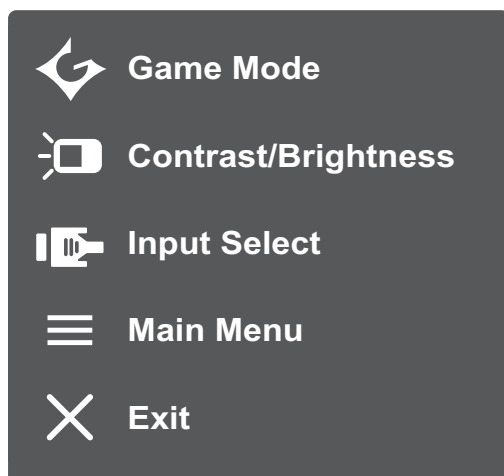 Game Mode
Contrast/Brightness
Input Select
Main Menu
Exit